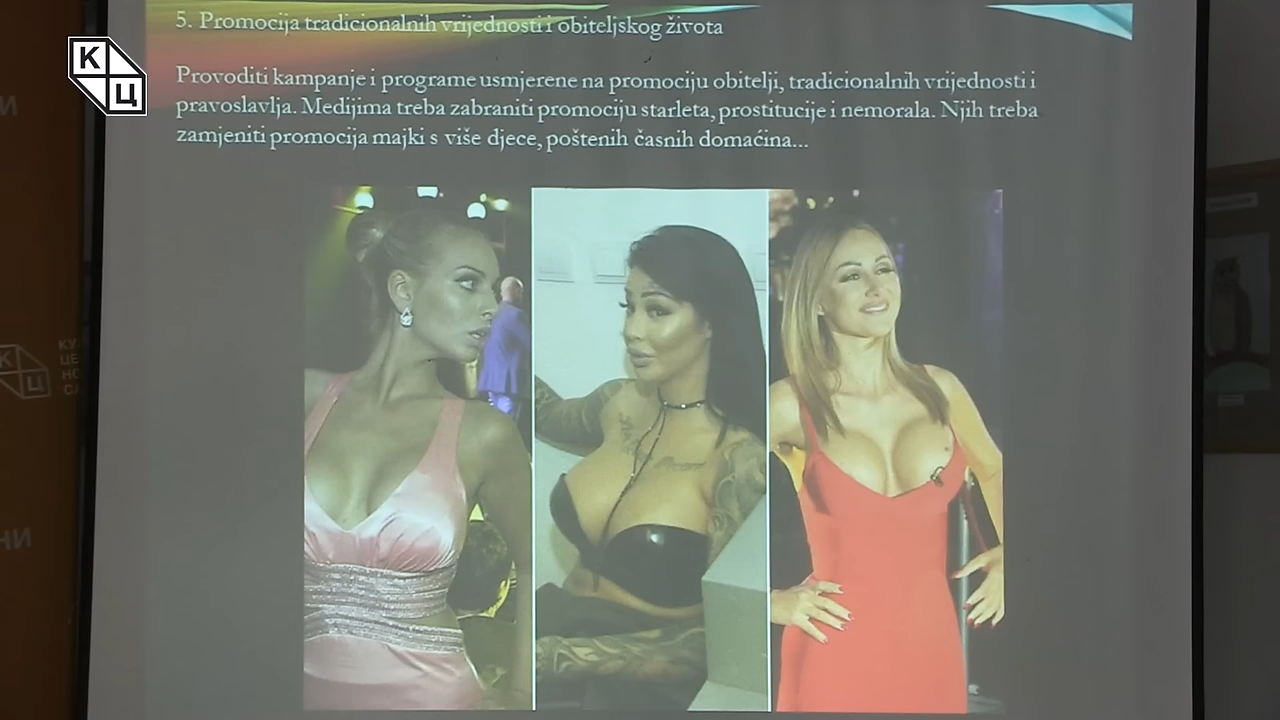 5. Promocija tradicionalnih vrijednosti i obiteljskog života
Provoditi kampanje i programe usmjerene na promociju obitelji, tradicionalnih vrijednosti i
pravoslavlja. Medijima treba zabraniti promociju starleta, prostitucije i nemorala. Njih treba
zamjeniti promocija majki s više djece, poštenih časnih domaćina...
К
Ц
К
Ц